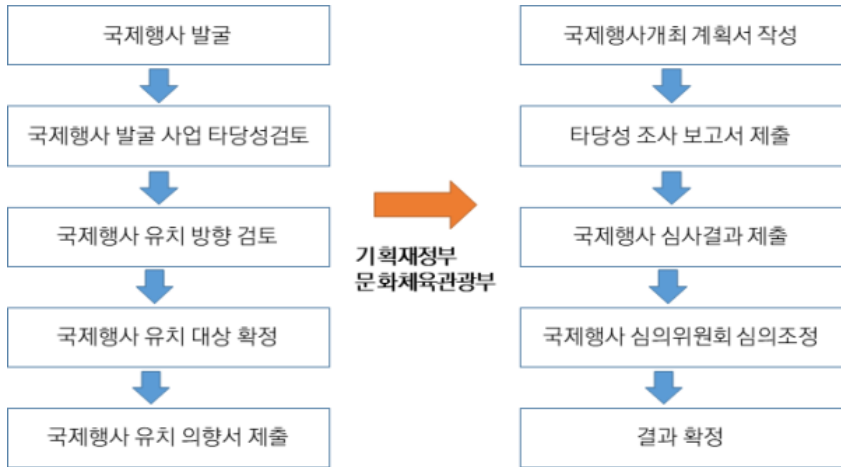 국제행사 발굴
국제행사 발굴 사업 타당성검토
국제행사 유치 방향 검토
국제행사 유치 대상 확정
국제행사 유치 의향서 제출
기획재정부
문화체육관광부
국제행사개최 계획서 작성
타당성 조사 보고서 제출
국제행사 심사결과 제출
국제행사 심의위원회 심의조정
결과 확정